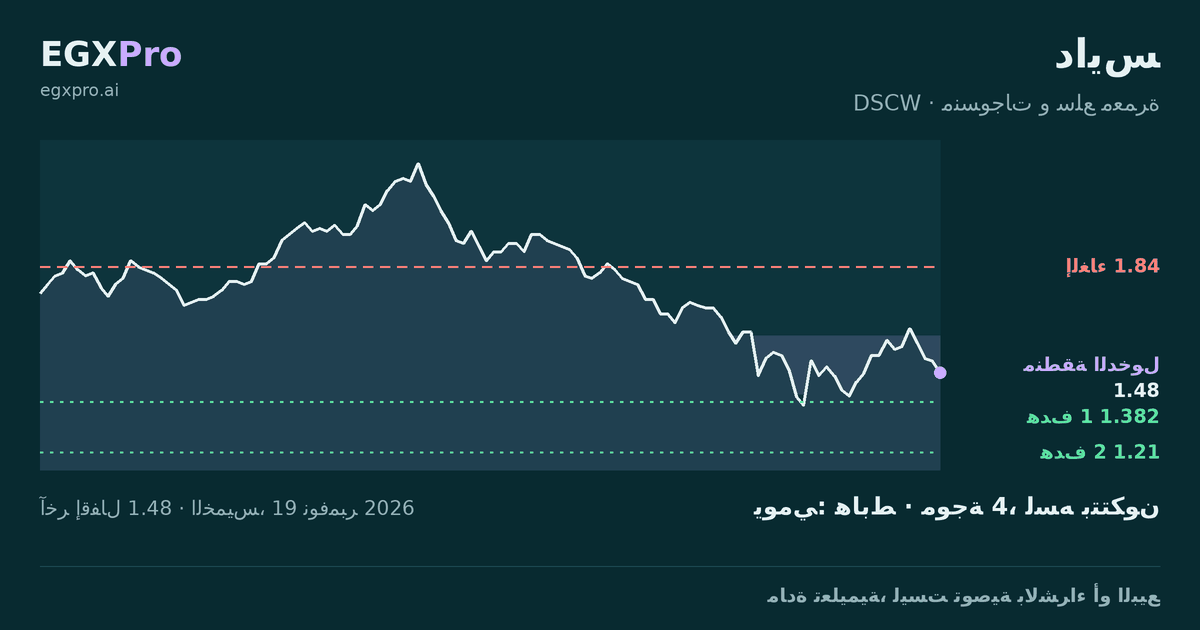 EGXPro
egxpro.ai
دايس
DSCW · منسوجات و سلع معمرة
إلغاء 1.84
منطقة الدخول
1.48
هدف 1 1.382
هدف 2 1.21
آخر إقفال 1.48 · الخميس، 19 نوفمبر 2026
يومي: هابط · موجة 4، لسه بتتكون
مادة تعليمية، ليست توصية بالشراء أو البيع